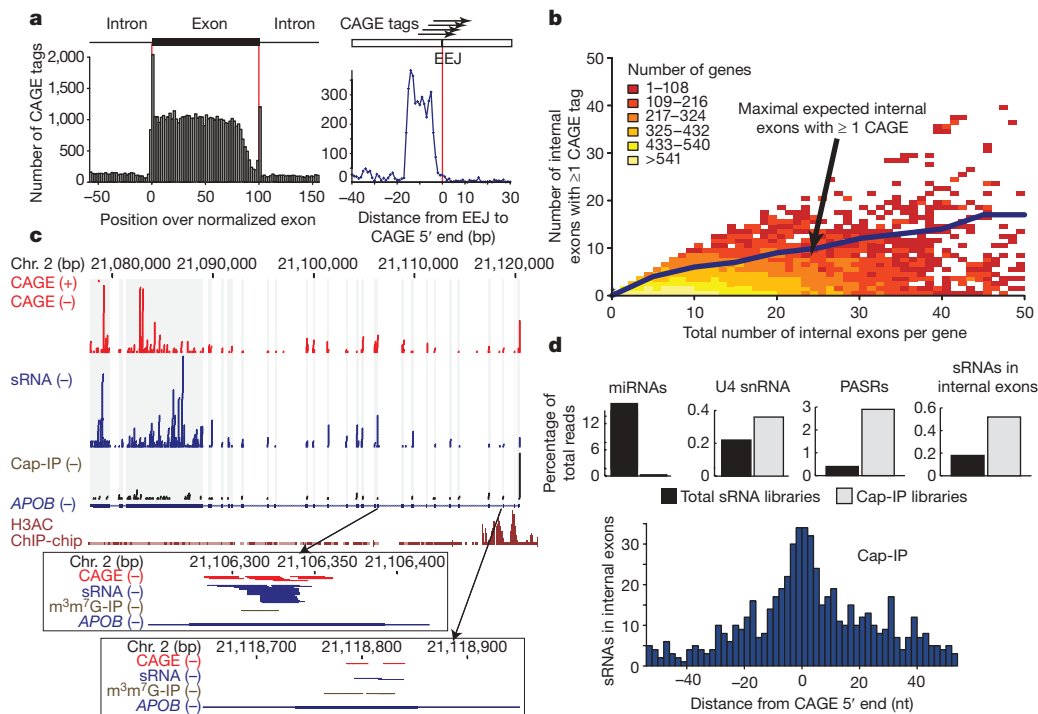 a
Intron Exon Intron
Number of CAGE tags
2,000
1,500
1,000
500
0
−50 0 50 100 150
Position over normalized exon
CAGE tags
−40 EEJ 30
300
200
100
0
−40 −30 −20 −10 0 10 20 30
Distance from EEJ to
CAGE 5′ end (bp)
b
Number of internal
exons with ≥1 CAGE tag
50
40
30
20
10
0
Number of genes
1–108
109–216
217–324
325–432
433–540
>541
Maximal expected internal
exons with ≥ 1 CAGE
0 10 20 30 40 50
Total number of internal exons per gene
c
Chr. 2 (bp) 21,080,000 21,090,000 21,100,000 21,110,000 21,120,000
CAGE (+)
CAGE (−)
sRNA (−)
Cap-IP (−)
APOB (−)
H3AC
ChIP-chip
Chr. 2 (bp) 21,106,300 21,106,350 21,106,400
CAGE (−)
sRNA (−)
m³m⁷G-IP (−)
APOB (−)
Chr. 2 (bp) 21,118,700 21,118,800 21,118,900
CAGE (−)
sRNA (−)
m³m⁷G-IP (−)
APOB (−)
d
Percentage of
total reads
miRNAs
12
8
4
0
U4 snRNA
0.4
0.2
0
PASRs
3
2
1
0
sRNAs in
internal exons
0.6
0.4
0.2
0
Total sRNA libraries Cap-IP libraries
sRNAs in internal exons
30
20
10
0
Cap-IP
−40 −20 0 20 40
Distance from CAGE 5′ end (nt)